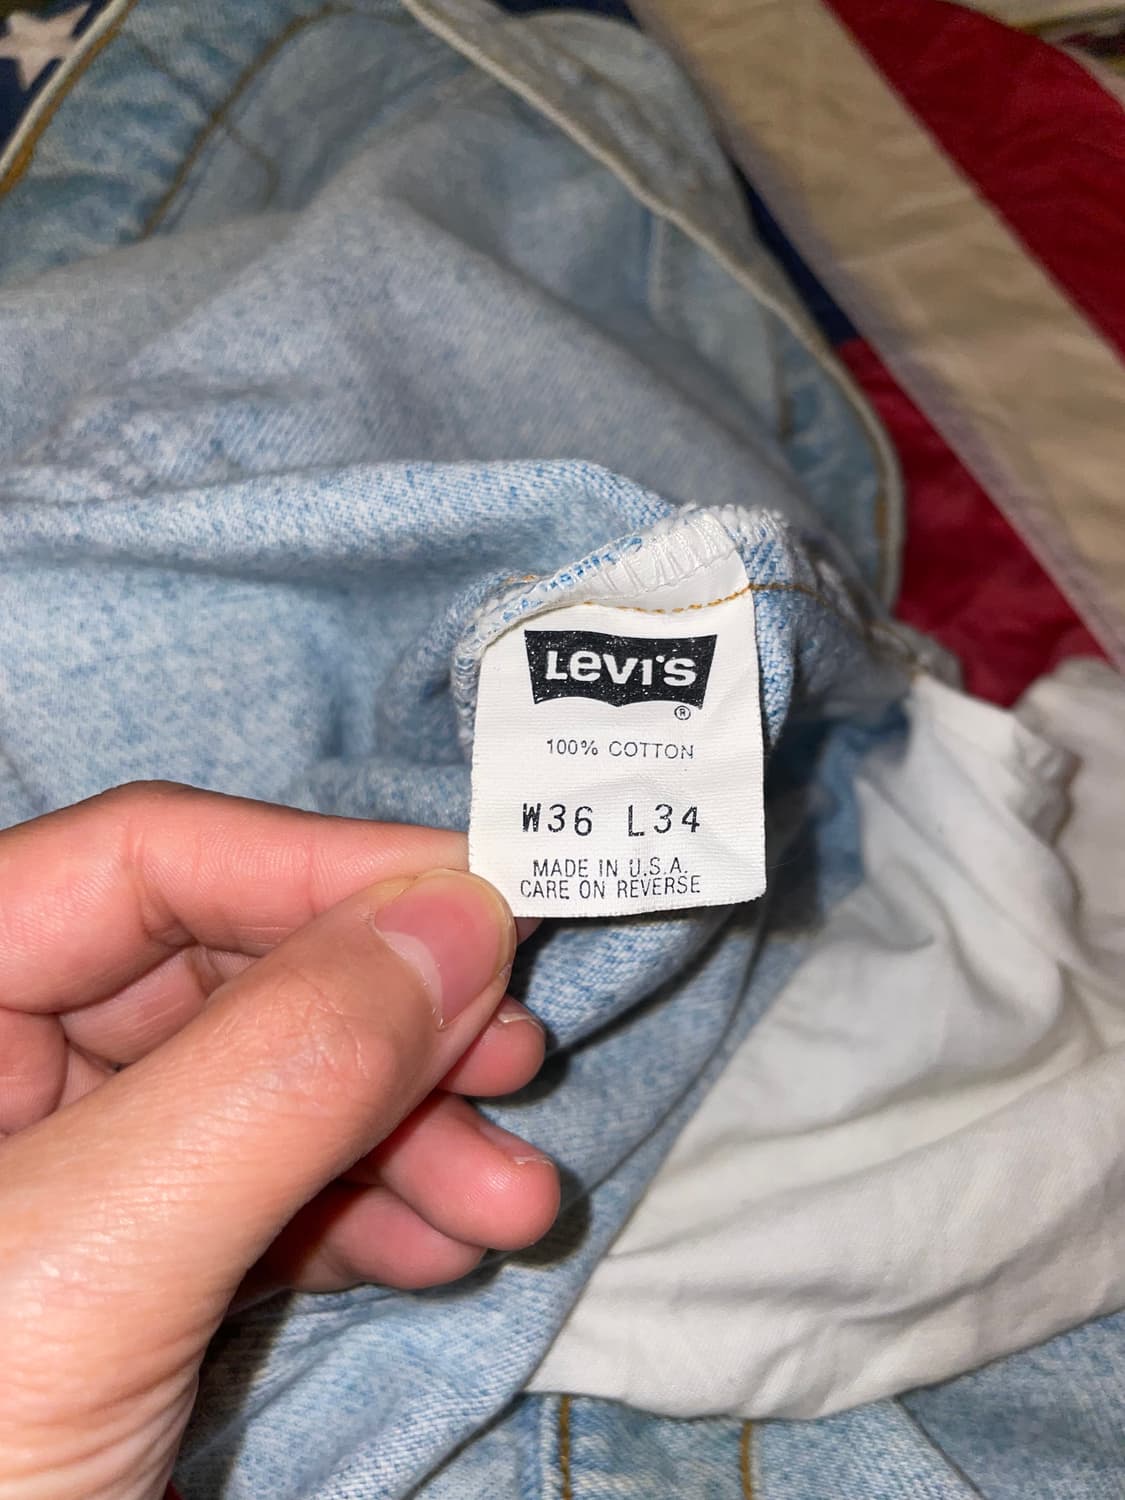 Levi's
®
100% COTTON
W36 L34
MADE IN U.S.A.
CARE ON REVERSE